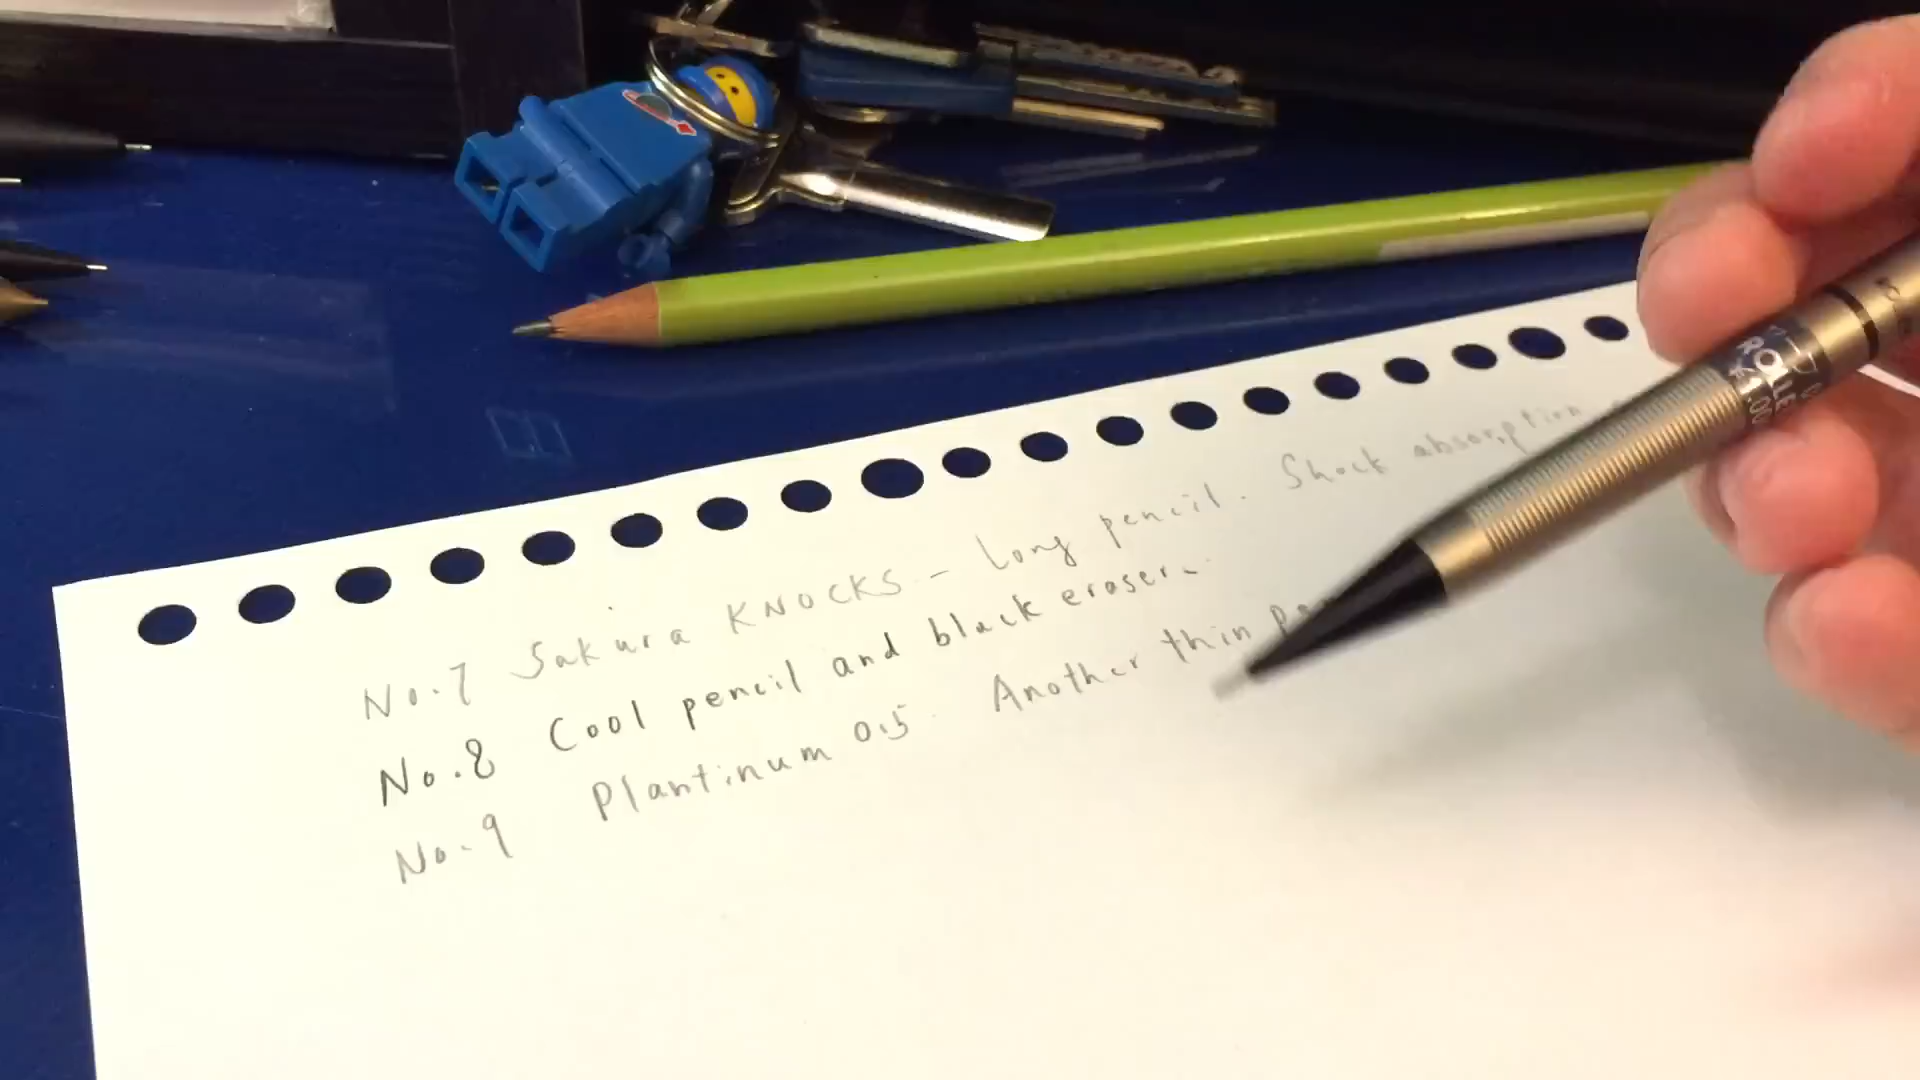 No.7 Sakura KNOCKS - Long pencil. Shock absorption
No.8 Cool pencil and black eraser.
No.9 Plantinum 0.5. Another thin
ROLLE